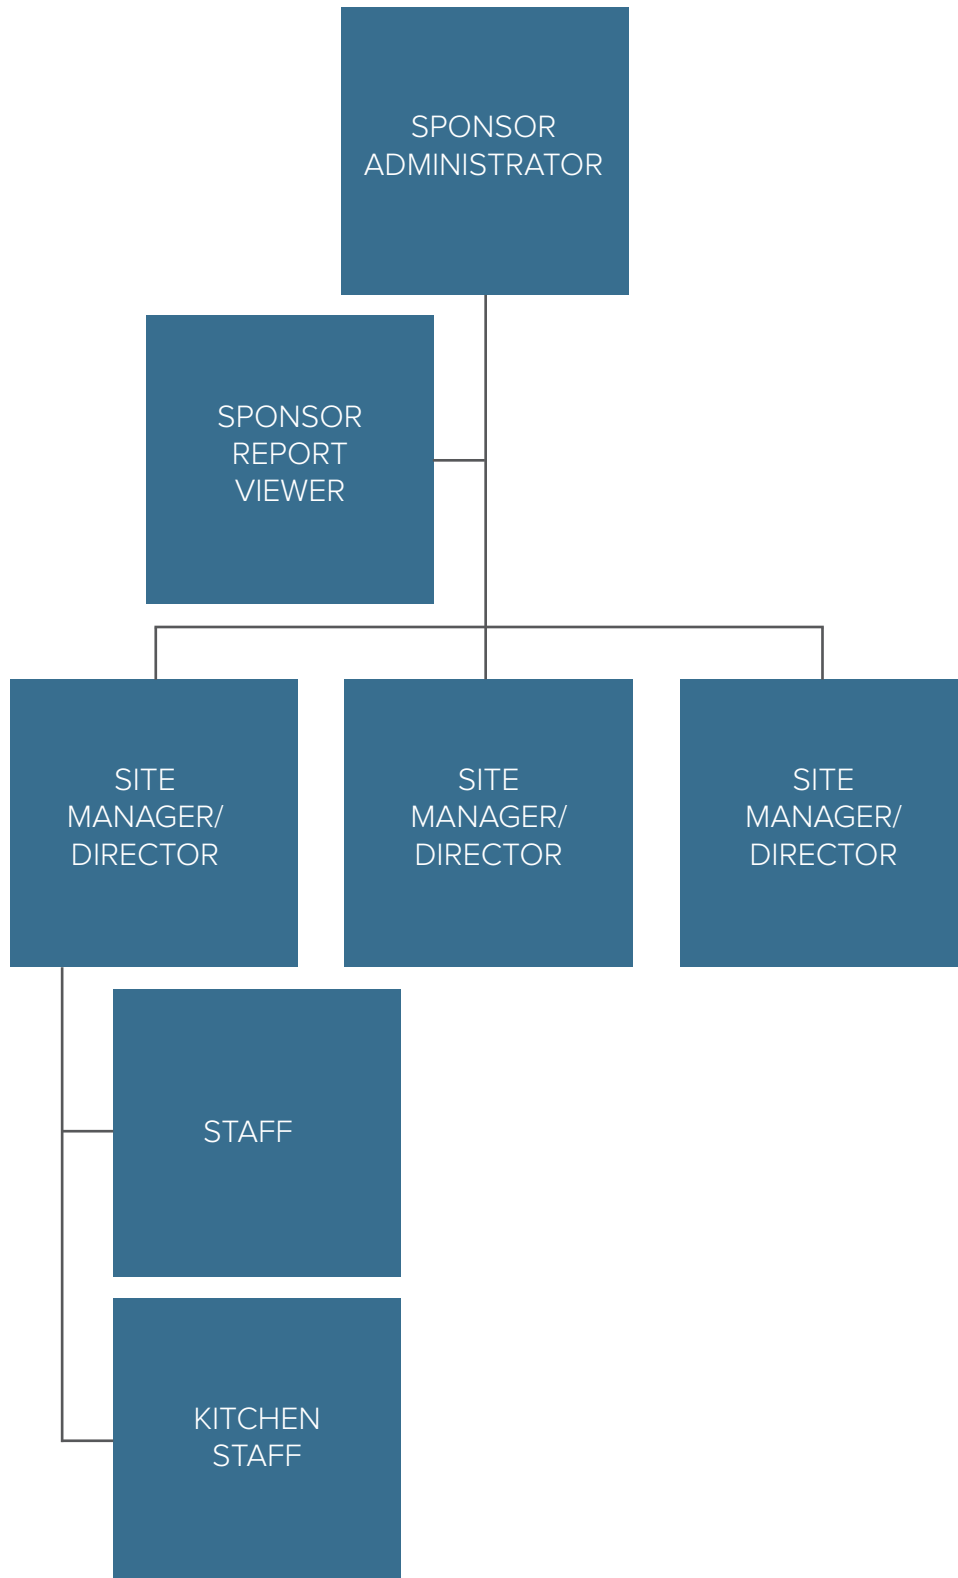 SPONSOR
ADMINISTRATOR
SPONSOR
REPORT
VIEWER
SITE
MANAGER/
DIRECTOR
SITE
MANAGER/
DIRECTOR
SITE
MANAGER/
DIRECTOR
STAFF
KITCHEN
STAFF